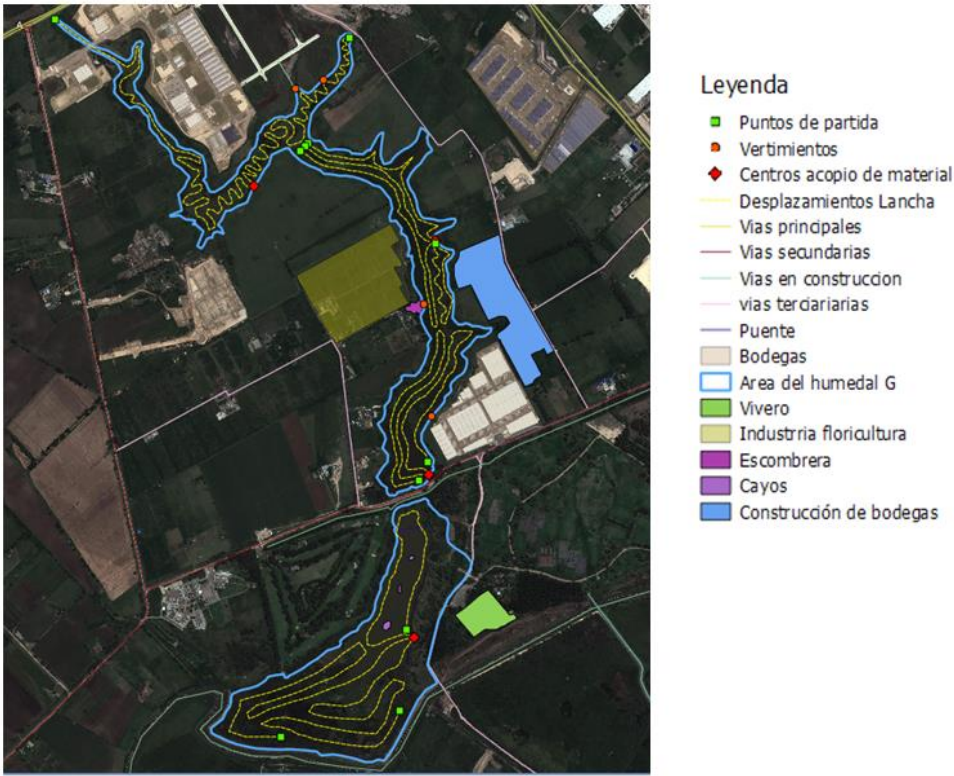 Leyenda
Puntos de partida
Vertimientos
Centros acopio de material
Desplazamientos Lancha
Vias principales
Vias secundarias
Vias en construccion
vias terciariarias
Puente
Bodegas
Area del humedal G
Vivero
Industrria floricultura
Escombrera
Cayos
Construcción de bodegas